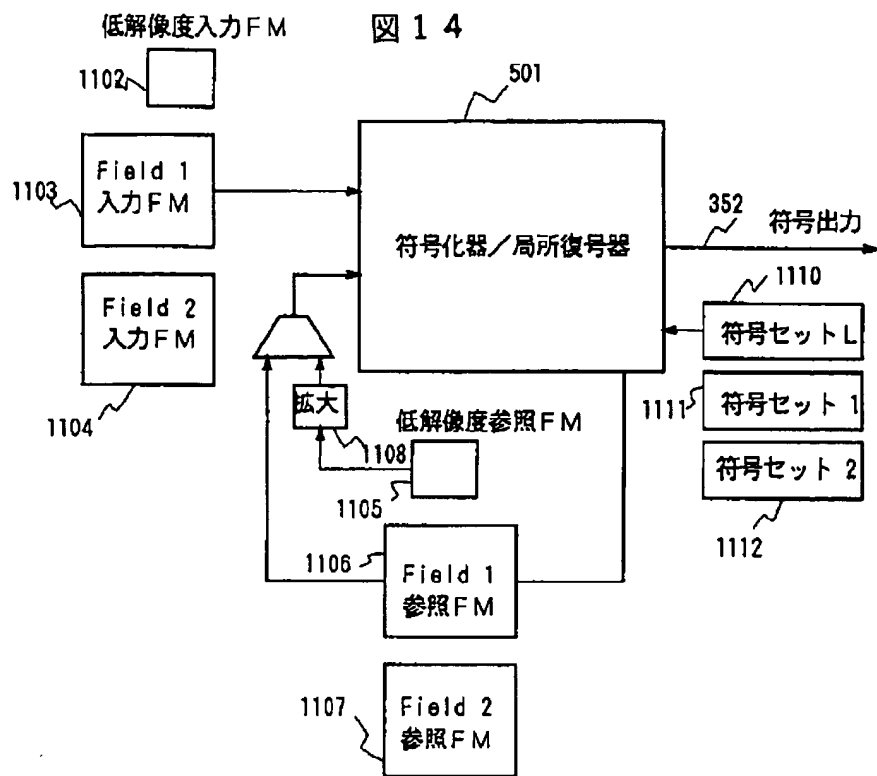 低解像度入力FM
図14
1102
501
Field 1
入力FM
1103
符号化器/局所復号器
352
符号出力
Field 2
入力FM
1104
1110
符号セットL
1111
符号セット1
符号セット2
1112
拡大
1108
低解像度参照FM
1105
1106
Field 1
参照FM
1107
Field 2
参照FM